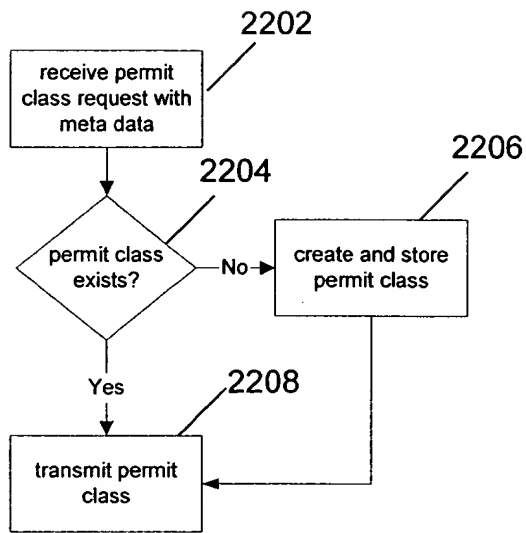 2202
receive permit
class request with
meta data
2204
2206
permit class
exists?
No
create and store
permit class
Yes
2208
transmit permit
class